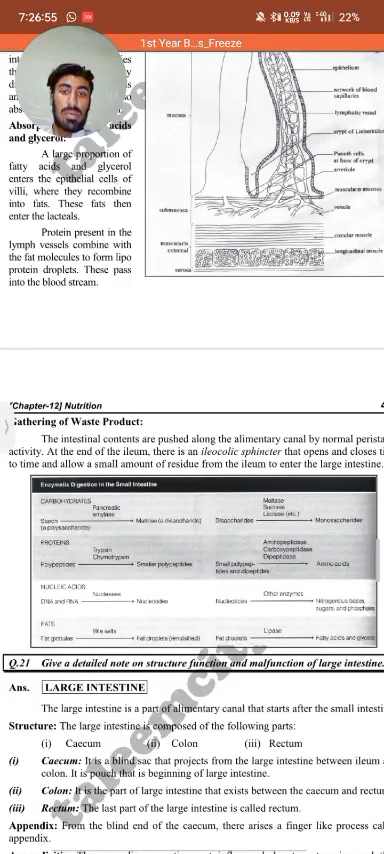 7:26:55
0.09 KB/S
22%
1st Year B...s_Freeze
acids
and glycerol:
A large proportion of
fatty acids and glycerol
enters the epithelial cells of
villi, where they recombine
into fats. These fats then
enter the lacteals.
Protein present in the
lymph vessels combine with
the fat molecules to form lipo
protein droplets. These pass
into the blood stream.
epithelium
network of blood
capillaries
lymphatic vessel
crypt of Lieberkühn
Paneth cells
at base of crypt
arteriole
muscularis mucosa
venule
circular muscle
longitudinal muscle
mucosa
submucosa
muscularis
external
serosa
[Chapter-12] Nutrition
Gathering of Waste Product:
The intestinal contents are pushed along the alimentary canal by normal perista
activity. At the end of the ileum, there is an ileocolic sphincter that opens and closes ti
to time and allow a small amount of residue from the ileum to enter the large intestine.
Enzymatic Digestion in the Small Intestine
CARBOHYDRATES
Pancreatic
amylase
Maltase
Sucrase
Lactase (etc.)
Starch
(a polysaccharide)
Maltose (a disaccharide)
Disaccharides
Monosaccharides
PROTEINS
Trypsin
Chymotrypsin
Aminopeptidase
Carboxypeptidase
Dipeptidase
Polypeptides
Smaller polypeptides
Small polypep-
tides and dipeptides
Amino acids
NUCLEIC ACIDS
Nucleases
Other enzymes
DNA and RNA
Nucleotides
Nucleotides
Nitrogenous bases,
sugars, and phosphate
FATS
Bile salts
Lipase
Fat globules
Fat droplets (emulsified)
Fat droplets
Fatty acids and glycero
Q.21 Give a detailed note on structure function and malfunction of large intestine.
Ans. LARGE INTESTINE
The large intestine is a part of alimentary canal that starts after the small intesti
Structure: The large intestine is composed of the following parts:
(i) Caecum (ii) Colon (iii) Rectum
(i) Caecum: It is a blind sac that projects from the large intestine between ileum a
colon. It is pouch that is beginning of large intestine.
(ii) Colon: It is the part of large intestine that exists between the caecum and rectu
(iii) Rectum: The last part of the large intestine is called rectum.
Appendix: From the blind end of the caecum, there arises a finger like process cal
appendix.